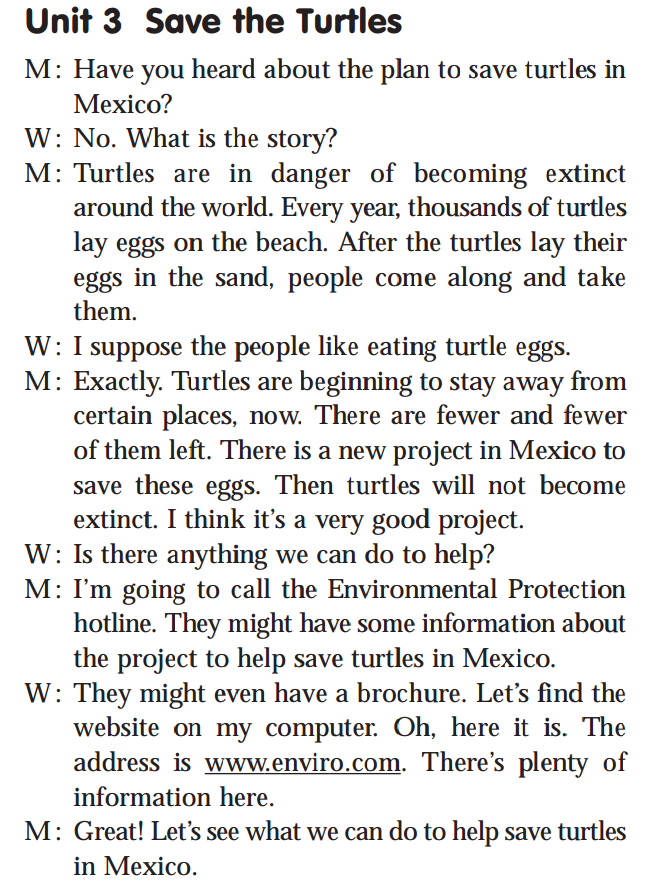 Unit 3 Save the Turtles
M: Have you heard about the plan to save turtles in
Mexico?
W: No. What is the story?
M: Turtles are in danger of becoming extinct
around the world. Every year, thousands of turtles
lay eggs on the beach. After the turtles lay their
eggs in the sand, people come along and take
them.
W: I suppose the people like eating turtle eggs.
M: Exactly. Turtles are beginning to stay away from
certain places, now. There are fewer and fewer
of them left. There is a new project in Mexico to
save these eggs. Then turtles will not become
extinct. I think it's a very good project.
W: Is there anything we can do to help?
M: I'm going to call the Environmental Protection
hotline. They might have some information about
the project to help save turtles in Mexico.
W: They might even have a brochure. Let's find the
website on my computer. Oh, here it is. The
address is www.enviro.com. There's plenty of
information here.
M: Great! Let's see what we can do to help save turtles
in Mexico.